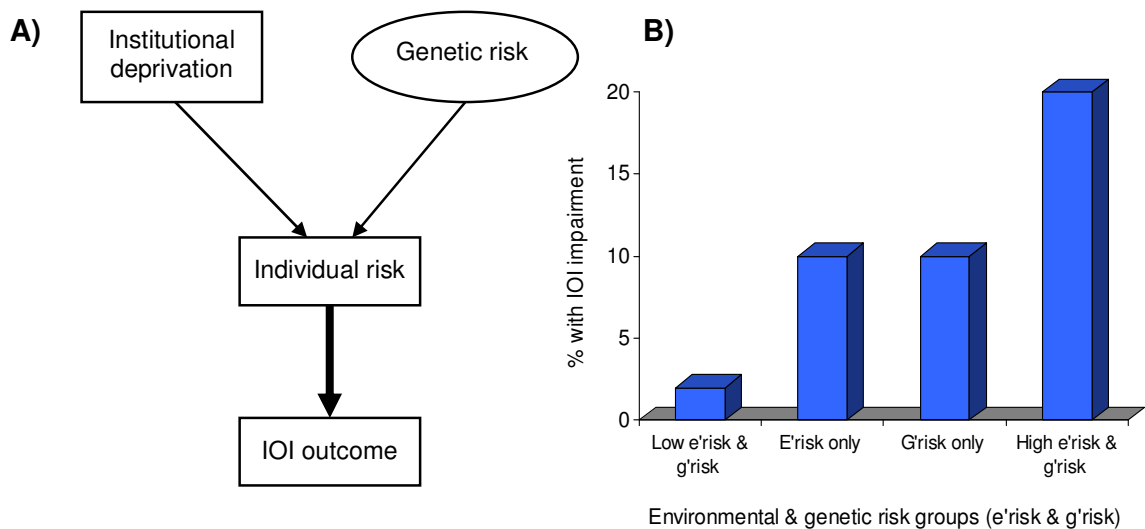 A)
Institutional
deprivation
Genetic risk
Individual risk
IOI outcome
B)
% with IOI impairment
20
15
10
5
0
Low e'risk &
g'risk
E'risk only
G'risk only
High e'risk &
g'risk
Environmental & genetic risk groups (e'risk & g'risk)